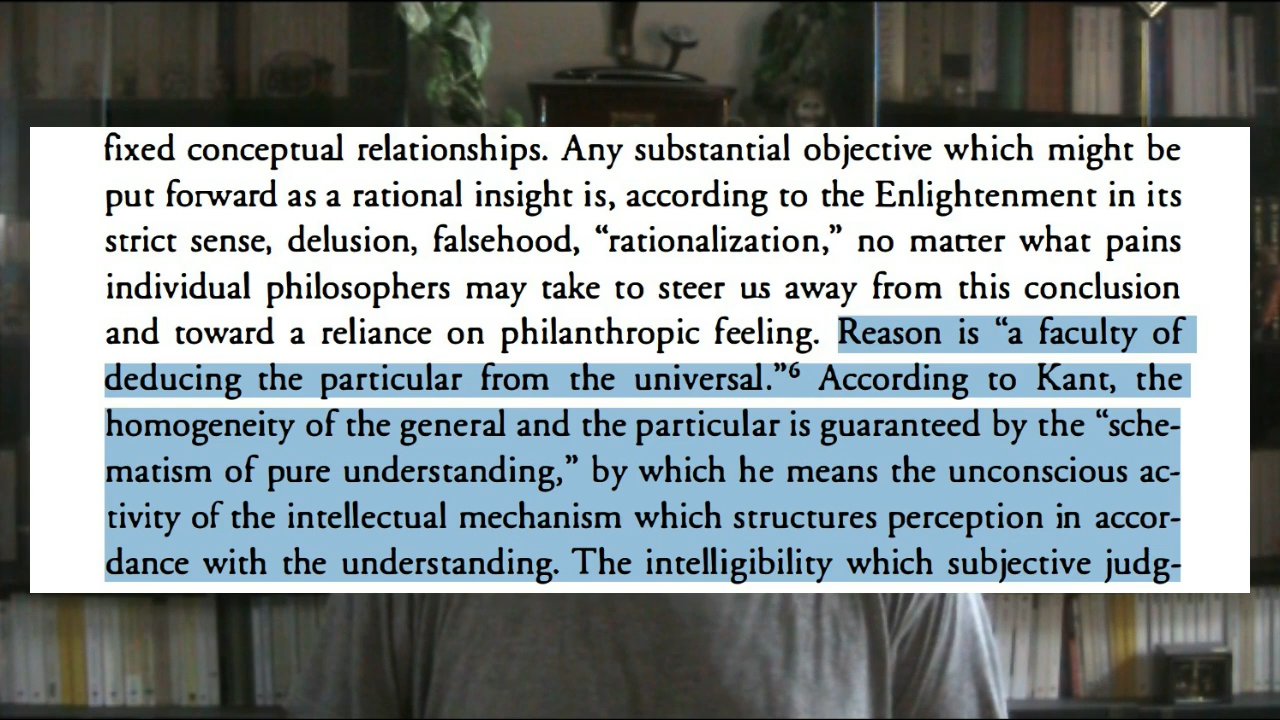 fixed conceptual relationships. Any substantial objective which might be
put forward as a rational insight is, according to the Enlightenment in its
strict sense, delusion, falsehood, “rationalization,” no matter what pains
individual philosophers may take to steer us away from this conclusion
and toward a reliance on philanthropic feeling. Reason is “a faculty of
deducing the particular from the universal.”⁶ According to Kant, the
homogeneity of the general and the particular is guaranteed by the “sche-
matism of pure understanding,” by which he means the unconscious ac-
tivity of the intellectual mechanism which structures perception in accor-
dance with the understanding. The intelligibility which subjective judg-